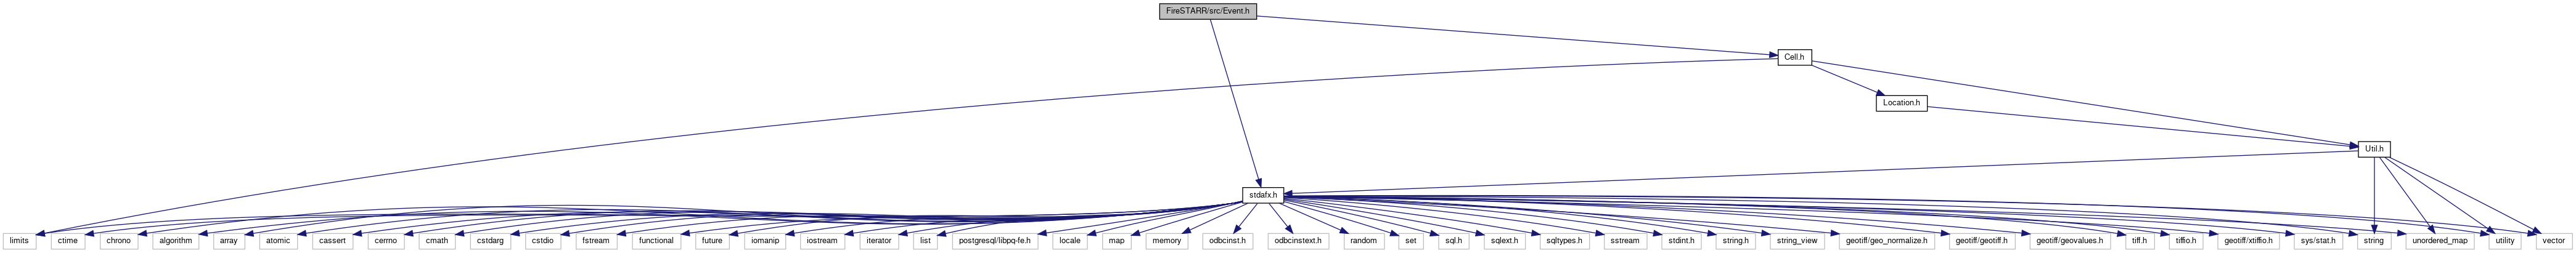 FireSTARR/src/Event.h
Cell.h
Location.h
Util.h
stdafx.h
limits
ctime
chrono
algorithm
array
atomic
cassert
cerrno
cmath
cstdarg
cstdio
fstream
functional
future
iomanip
iostream
iterator
list
postgresql/libpq-fe.h
locale
map
memory
odbcinst.h
odbcinstext.h
random
set
sql.h
sqlext.h
sqltypes.h
sstream
stdint.h
string.h
string_view
geotiff/geo_normalize.h
geotiff/geotiff.h
geotiff/geovalues.h
tiff.h
tiffio.h
geotiff/xtiffio.h
sys/stat.h
string
unordered_map
utility
vector